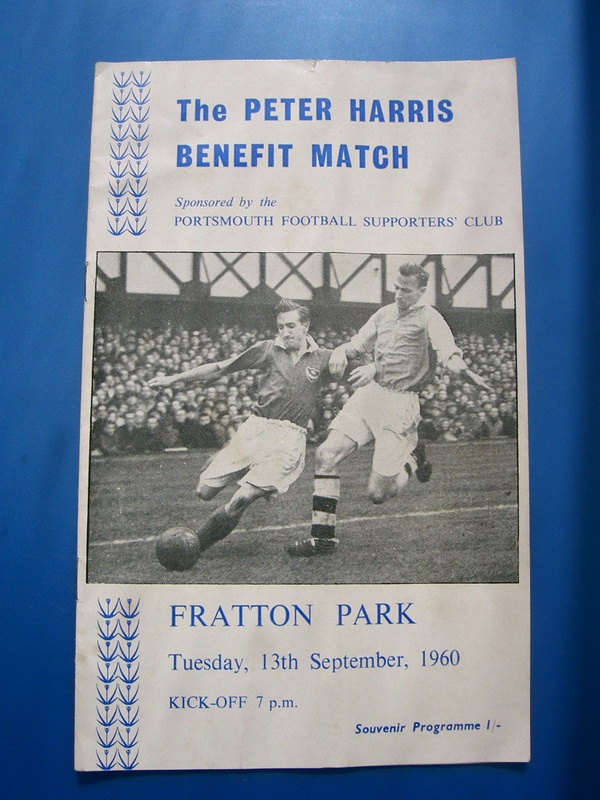 The PETER HARRIS
BENEFIT MATCH
Sponsored by the
PORTSMOUTH FOOTBALL SUPPORTERS' CLUB
FRATTON PARK
Tuesday, 13th September, 1960
KICK-OFF 7 p.m.
Souvenir Programme 1/-